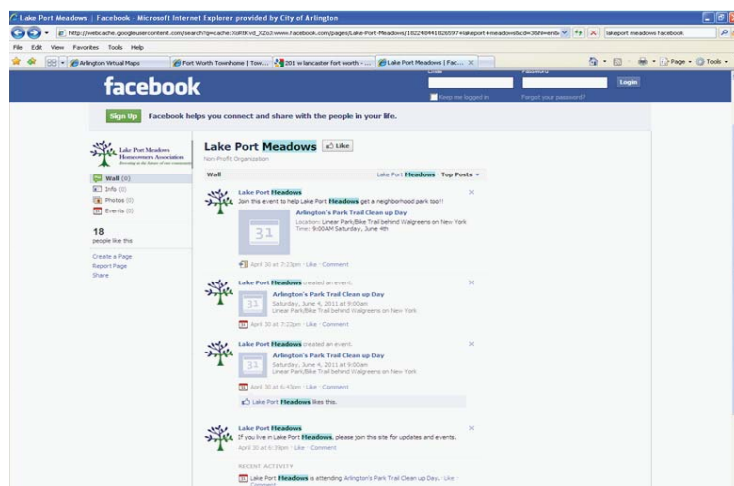 Lake Port Meadows | Facebook - Microsoft Internet Explorer provided by City of Arlington
lakeport meadows facebook
File Edit View Favorites Tools Help
Arlington Virtual Maps
Fort Worth Townhome | Tow...
201 w lancaster fort worth - ...
Lake Port Meadows | Fac...
Page
Tools
facebook
Email
Password
Login
Keep me logged in
Forgot your password?
Sign Up
Facebook helps you connect and share with the people in your life.
Lake Port Meadows
Homeowners Association
Wall (0)
Info (0)
Photos (0)
Events (0)
18
people like this
Create a Page
Report Page
Share
Lake Port Meadows Like
Non-Profit Organization
Wall
Lake Port Meadows Top Posts
Lake Port Meadows
Join this event to help Lake Port Meadows get a neighborhood park too!!
31
Arlington's Park Trail Clean up Day
Location: Linear Park/Bike Trail behind Walgreens on New York
Time: 9:00AM Saturday, June 4th
April 30 at 7:23pm · Like · Comment
Lake Port Meadows created an event.
31
Arlington's Park Trail Clean up Day
Saturday, June 4, 2011 at 9:00am
Linear Park/Bike Trail behind Walgreens on New York
April 30 at 7:22pm · Like · Comment
Lake Port Meadows created an event.
31
Arlington's Park Trail Clean up Day
Saturday, June 4, 2011 at 9:00am
Linear Park/Bike Trail behind Walgreens on New York
April 30 at 6:43pm · Like · Comment
Lake Port Meadows likes this.
Lake Port Meadows
If you live in Lake Port Meadows, please join this site for updates and events.
April 30 at 6:39pm · Like · Comment
RECENT ACTIVITY
Lake Port Meadows is attending Arlington's Park Trail Clean up Day. · Like ·
Comment